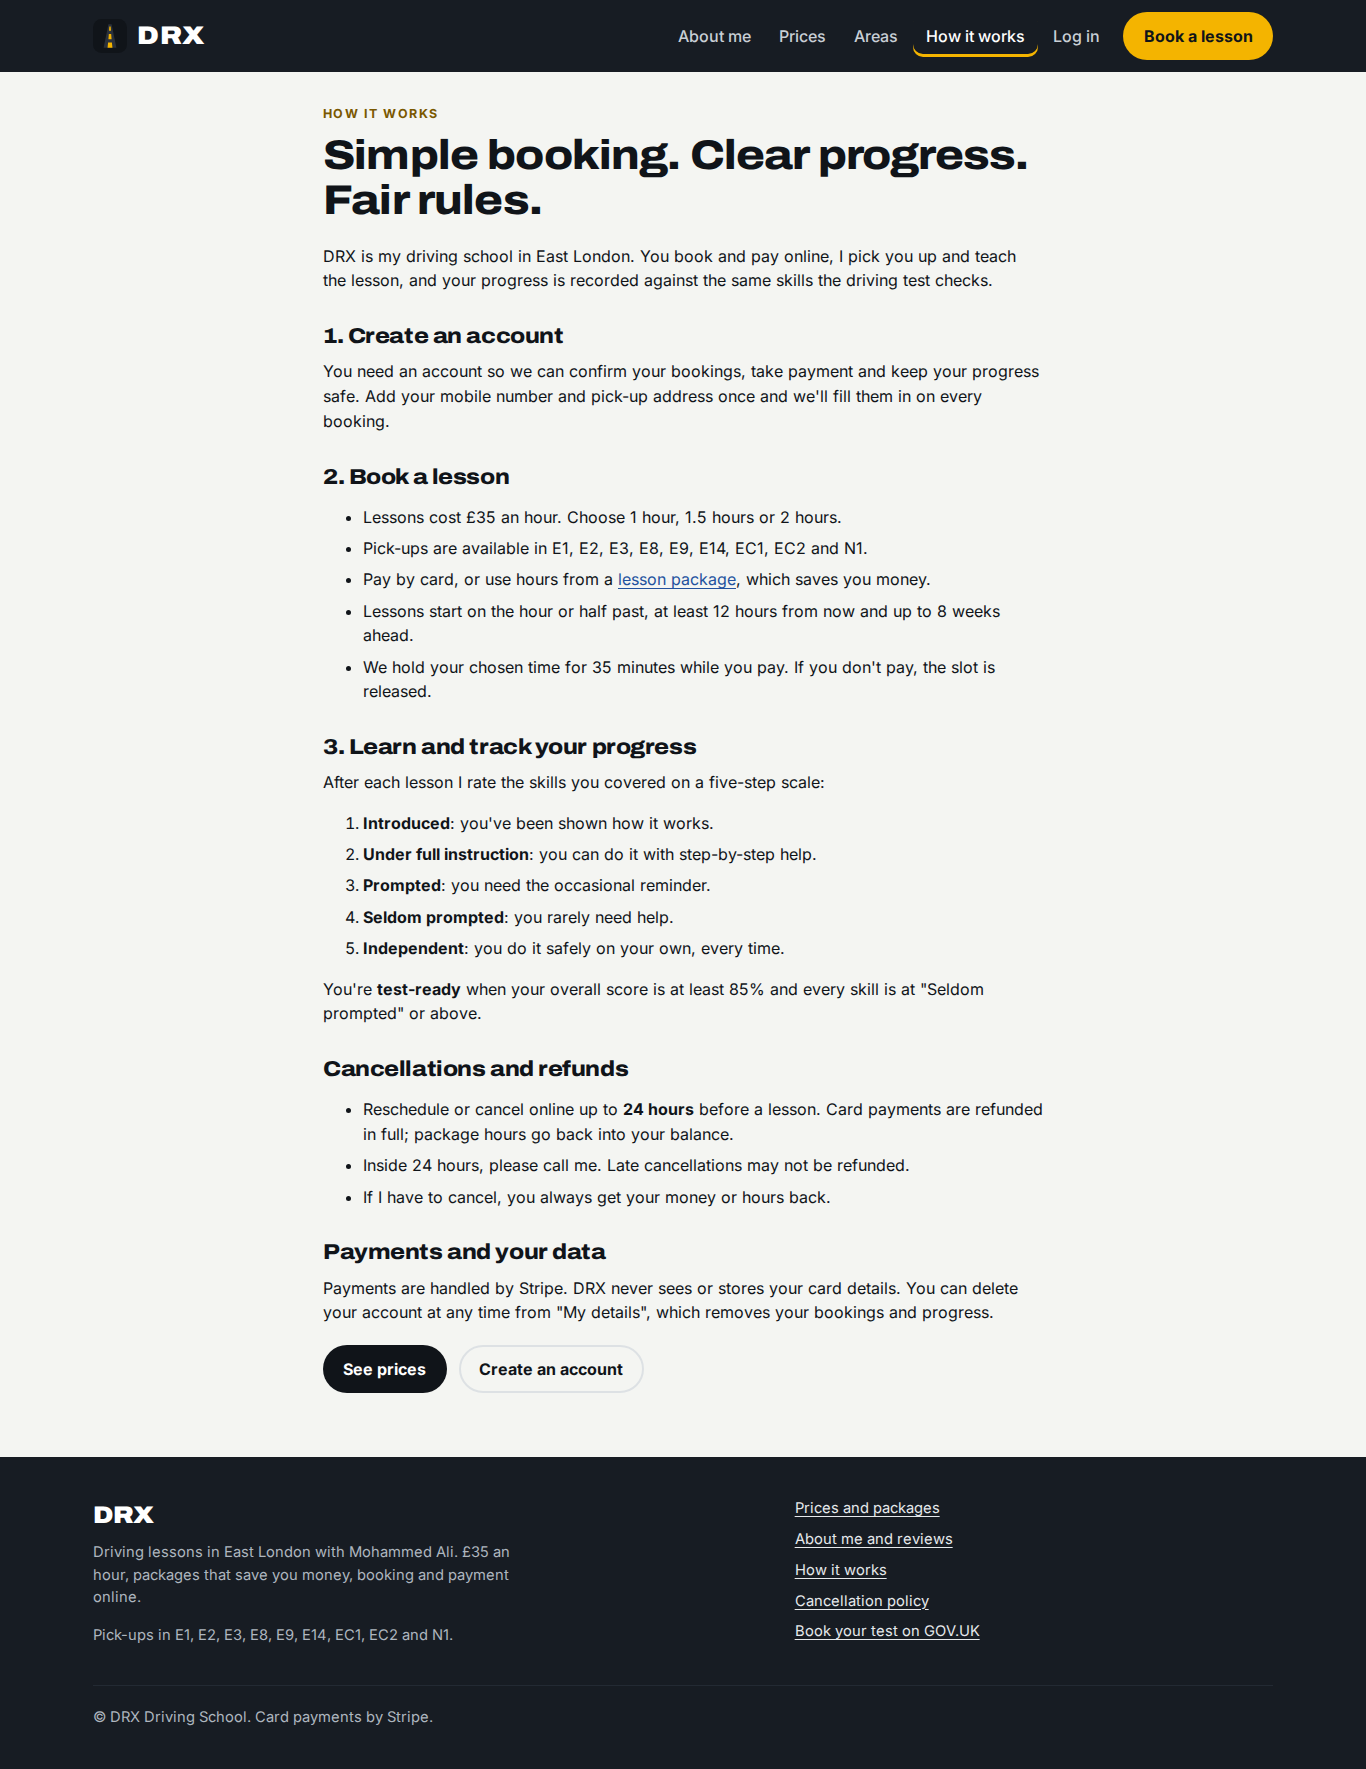 DRX
About me
Prices
Areas
How it works
Log in
Book a lesson
HOW IT WORKS
Simple booking. Clear progress.
Fair rules.
DRX is my driving school in East London. You book and pay online, I pick you up and teach
the lesson, and your progress is recorded against the same skills the driving test checks.
1. Create an account
You need an account so we can confirm your bookings, take payment and keep your progress
safe. Add your mobile number and pick-up address once and we'll fill them in on every
booking.
2. Book a lesson
• Lessons cost £35 an hour. Choose 1 hour, 1.5 hours or 2 hours.
• Pick-ups are available in E1, E2, E3, E8, E9, E14, EC1, EC2 and N1.
• Pay by card, or use hours from a lesson package, which saves you money.
• Lessons start on the hour or half past, at least 12 hours from now and up to 8 weeks
ahead.
• We hold your chosen time for 35 minutes while you pay. If you don't pay, the slot is
released.
3. Learn and track your progress
After each lesson I rate the skills you covered on a five-step scale:
1. Introduced: you've been shown how it works.
2. Under full instruction: you can do it with step-by-step help.
3. Prompted: you need the occasional reminder.
4. Seldom prompted: you rarely need help.
5. Independent: you do it safely on your own, every time.
You're test-ready when your overall score is at least 85% and every skill is at "Seldom
prompted" or above.
Cancellations and refunds
• Reschedule or cancel online up to 24 hours before a lesson. Card payments are refunded
in full; package hours go back into your balance.
• Inside 24 hours, please call me. Late cancellations may not be refunded.
• If I have to cancel, you always get your money or hours back.
Payments and your data
Payments are handled by Stripe. DRX never sees or stores your card details. You can delete
your account at any time from "My details", which removes your bookings and progress.
See prices
Create an account
DRX
Driving lessons in East London with Mohammed Ali. £35 an
hour, packages that save you money, booking and payment
online.
Pick-ups in E1, E2, E3, E8, E9, E14, EC1, EC2 and N1.
Prices and packages
About me and reviews
How it works
Cancellation policy
Book your test on GOV.UK
© DRX Driving School. Card payments by Stripe.